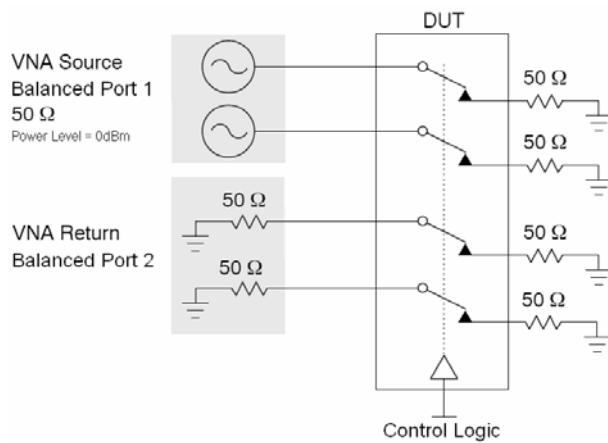 DUT
VNA Source
Balanced Port 1
50 Ω
Power Level = 0dBm
50 Ω
50 Ω
VNA Return
Balanced Port 2
50 Ω
50 Ω
50 Ω
50 Ω
Control Logic